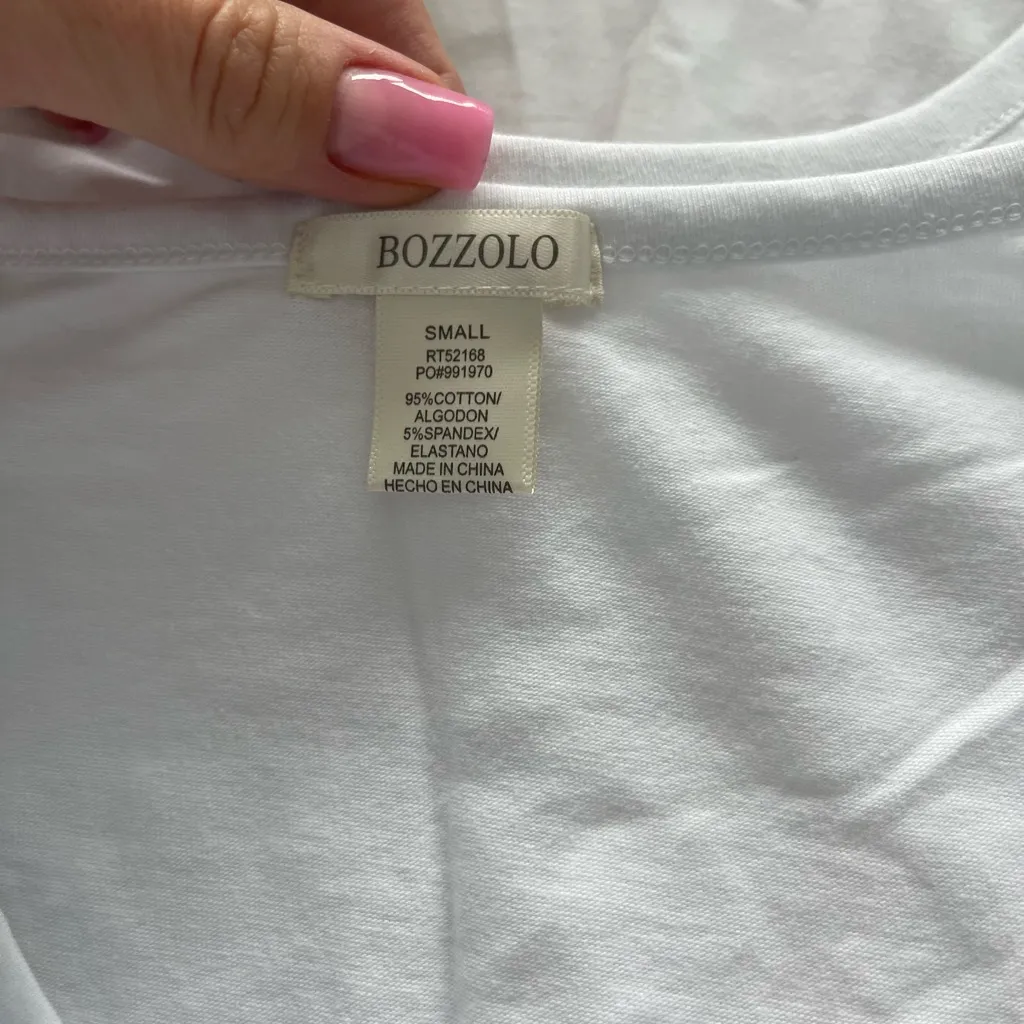 BOZZOLO
SMALL
RT52168
PO#991970
95%COTTON/
ALGODON
5%SPANDEX/
ELASTANO
MADE IN CHINA
HECHO EN CHINA